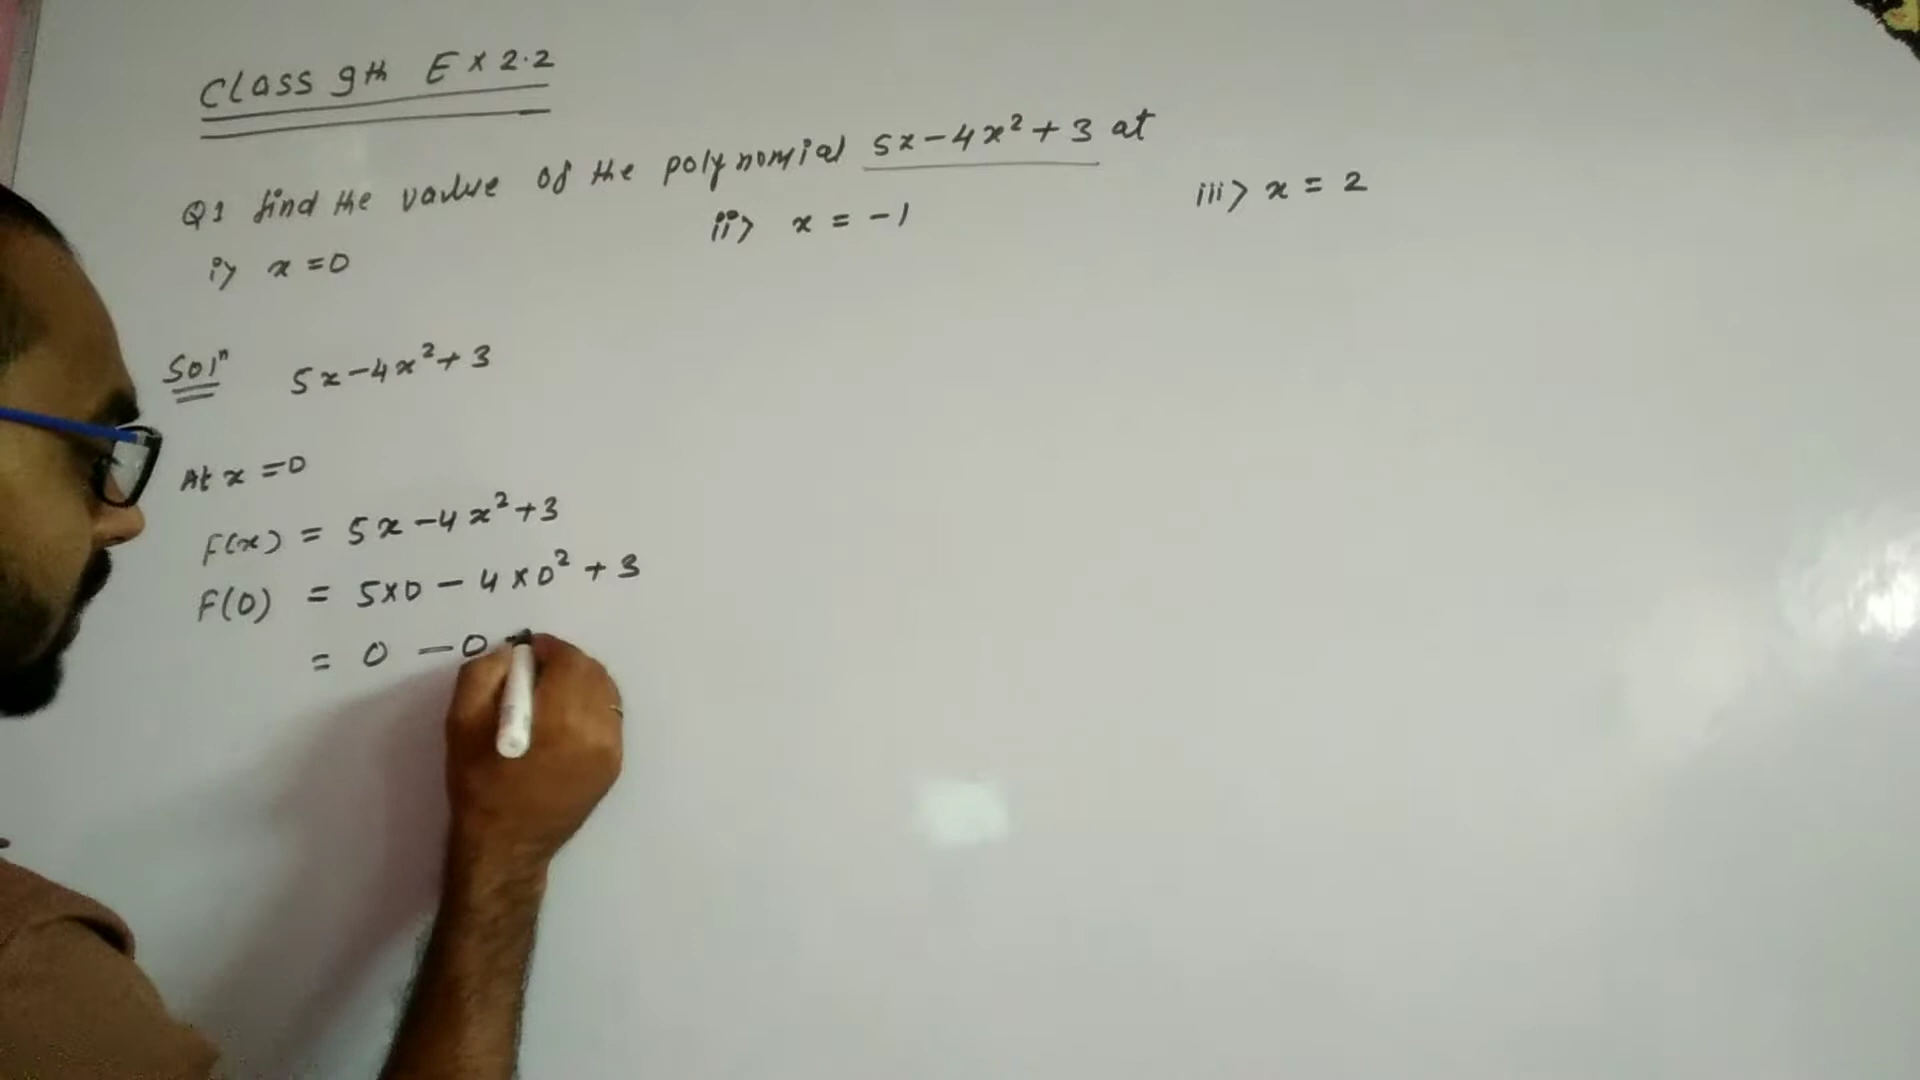 Class 9th Ex 2.2
Q1 find the value of the polynomial 5x-4x²+3 at
i> x=0 ii> x = -1 iii> x = 2
Solⁿ 5x-4x²+3
At x=0
F(x) = 5x-4x²+3
F(0) = 5×0 - 4×0² + 3
= 0 - 0